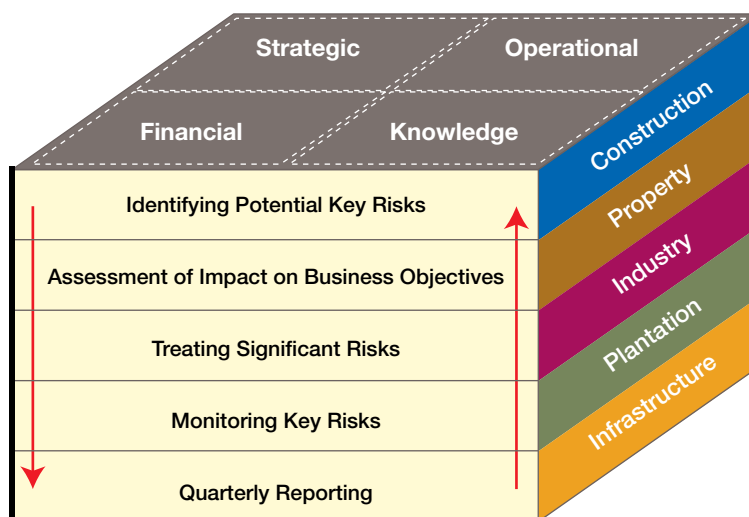 Strategic
Operational
Financial
Knowledge
Identifying Potential Key Risks
Assessment of Impact on Business Objectives
Treating Significant Risks
Monitoring Key Risks
Quarterly Reporting
Construction
Property
Industry
Plantation
Infrastructure